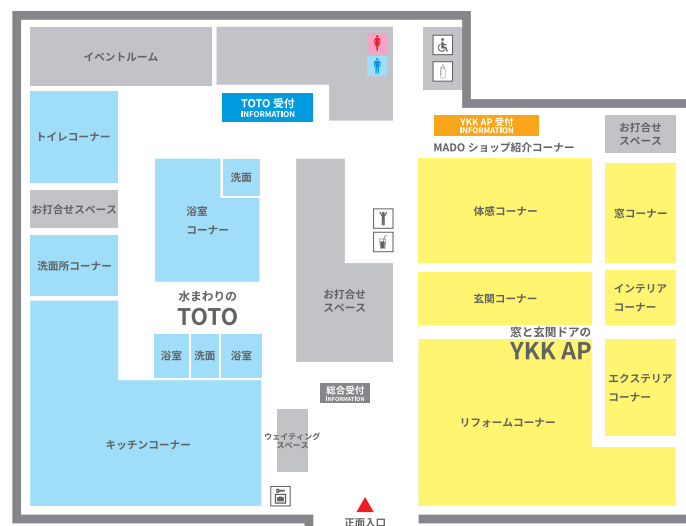 イベントルーム
TOTO 受付
INFORMATION
YKK AP 受付
INFORMATION
MADO ショップ紹介コーナー
お打合せ
スペース
トイレコーナー
お打合せスペース
洗面所コーナー
洗面
浴室
コーナー
水まわりの
TOTO
浴室
洗面
浴室
キッチンコーナー
お打合せ
スペース
総合受付
INFORMATION
ウェイティング
スペース
正面入口
体感コーナー
窓コーナー
玄関コーナー
インテリア
コーナー
窓と玄関ドアの
YKK AP
エクステリア
コーナー
リフォームコーナー